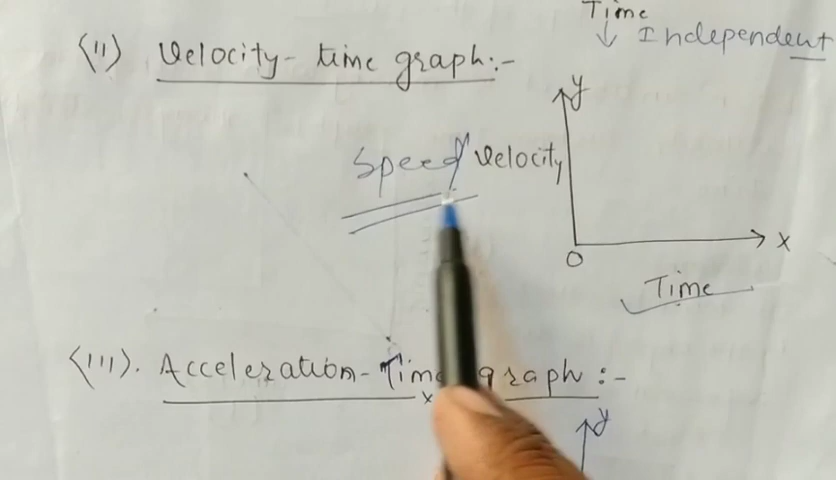 Time
↓ Independent
(ii) Velocity-time graph:-
y
Speed Velocity
O
x
Time
(iii). Acceleration-Time graph :-
x
y